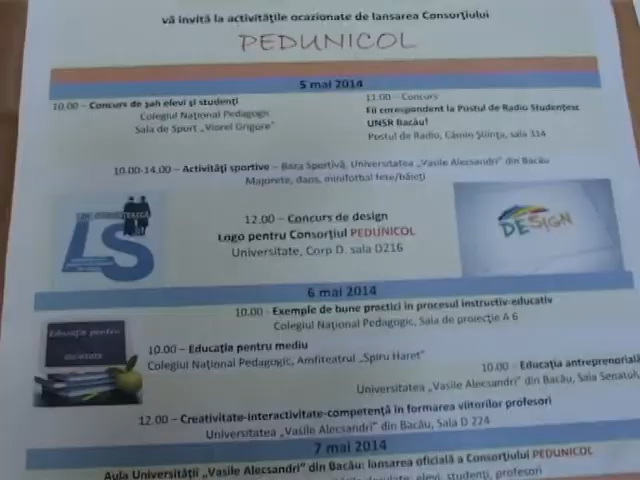 vă invită la activitățile ocazionate de lansarea Consorțiului
PEDUNICOL
5 mai 2014
10.00 – Concurs de șah elevi și studenți
Colegiul Național Pedagogic
Sala de Sport „Viorel Grigure"
11.00 – Concurs
Fii corespondent la Postul de Radio Studențesc
UNSR Bacău!
Postul de Radio, Cămin Știința, sala 314
10.00-14.00 – Activități sportive – Baza Sportivă, Universitatea „Vasile Alecsandri" din Bacău
Majorete, dans, minifotbal fete/băieți
LS
12.00 – Concurs de design
Logo pentru Consorțiul PEDUNICOL
Universitate, Corp D, sala D216
DESIGN
6 mai 2014
10.00 - Exemple de bune practici în procesul instructiv-educativ
Colegiul Național Pedagogic, Sala de proiecție A 6
Educația pentru
10.00 – Educația pentru mediu
Colegiul Național Pedagogic, Amfiteatrul „Spiru Haret"
10.00 – Educația antreprenorială
Universitatea „Vasile Alecsandri" din Bacău, Sala Senatului,
12.00 – Creativitate-interactivitate-competență în formarea viitorilor profesori
Universitatea „Vasile Alecsandri" din Bacău, Sala D 224
7 mai 2014
Aula Universității „Vasile Alecsandri" din Bacău: lansarea oficială a Consorțiului PEDUNICOL
elevi, studenți, profesori